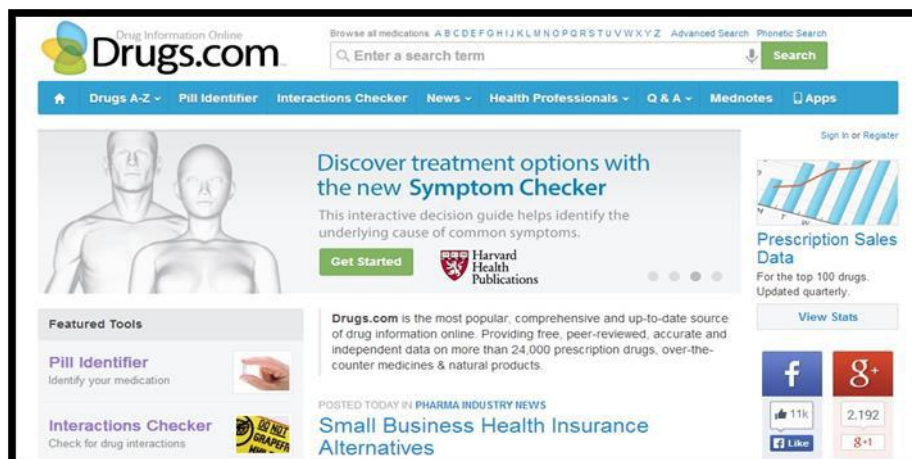 Drug Information Online
Drugs.com
Browse all medications A B C D E F G H I J K L M N O P Q R S T U V W X Y Z Advanced Search Phonetic Search
Enter a search term
Search
Drugs A-Z Pill Identifier Interactions Checker News Health Professionals Q & A Mednotes Apps
Sign In or Register
Discover treatment options with
the new Symptom Checker
This interactive decision guide helps identify the
underlying cause of common symptoms.
Get Started
Harvard
Health
Publications
Prescription Sales
Data
For the top 100 drugs.
Updated quarterly.
View Stats
Featured Tools
Pill Identifier
Identify your medication
Interactions Checker
Check for drug interactions
DO NOT
Drugs.com is the most popular, comprehensive and up-to-date source
of drug information online. Providing free, peer-reviewed, accurate and
independent data on more than 24,000 prescription drugs, over-the-
counter medicines & natural products.
POSTED TODAY IN PHARMA INDUSTRY NEWS
Small Business Health Insurance
Alternatives
f
11k
Like
g+
2,192
g+1